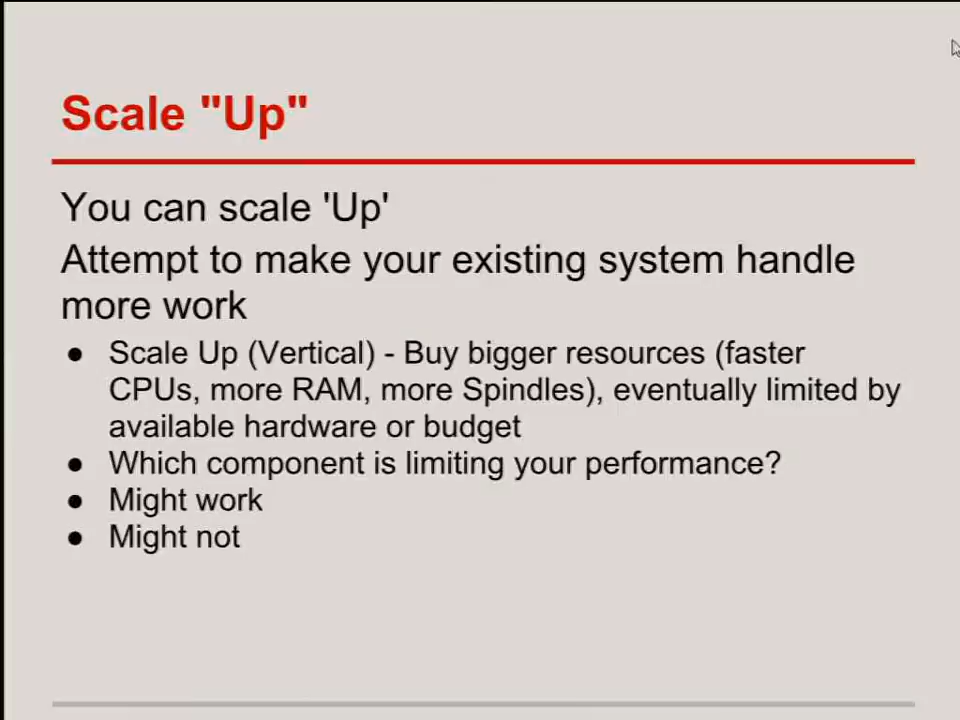 Scale "Up"
You can scale 'Up'
Attempt to make your existing system handle
more work
● Scale Up (Vertical) - Buy bigger resources (faster
CPUs, more RAM, more Spindles), eventually limited by
available hardware or budget
● Which component is limiting your performance?
● Might work
● Might not